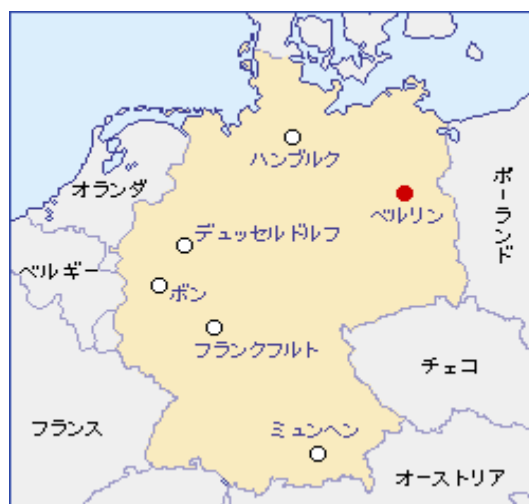 ハンブルク
オランダ
ベルリン
ポーランド
デュッセルドルフ
ベルギー
ボン
フランクフルト
チェコ
フランス
ミュンヘン
オーストリア